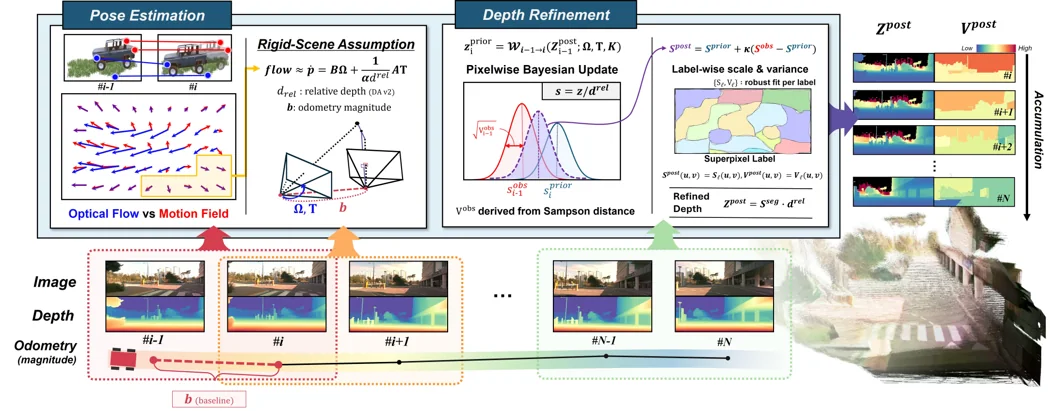 Pose Estimation
#i-1
#i
Optical Flow vs Motion Field
Rigid-Scene Assumption
flow ≈ ṗ = BΩ + 1/(αd^rel) AT
d_rel : relative depth (DA v2)
b: odometry magnitude
Ω, T
b
Depth Refinement
z_i^prior = 𝒲_{i−1→i}(Z_{i−1}^post; Ω, T, K)
Pixelwise Bayesian Update
s = z/d^rel
√V_{i−1}^obs
S_{i−1}^obs
S_i^prior
V^obs derived from Sampson distance
S^post = S^prior + κ(S^obs − S^prior)
Label-wise scale & variance
{S_ℓ, V_ℓ} : robust fit per label
Superpixel Label
S^post(u, v) = S_ℓ(u, v), V^post(u, v) = V_ℓ(u, v)
Refined
Depth
Z^post = S^seg · d^rel
Z^post
V^post
Low
High
#i
#i+1
#i+2
#N
Accumulation
Image
Depth
Odometry
(magnitude)
#i-1
#i
#i+1
...
#N-1
#N
b (baseline)